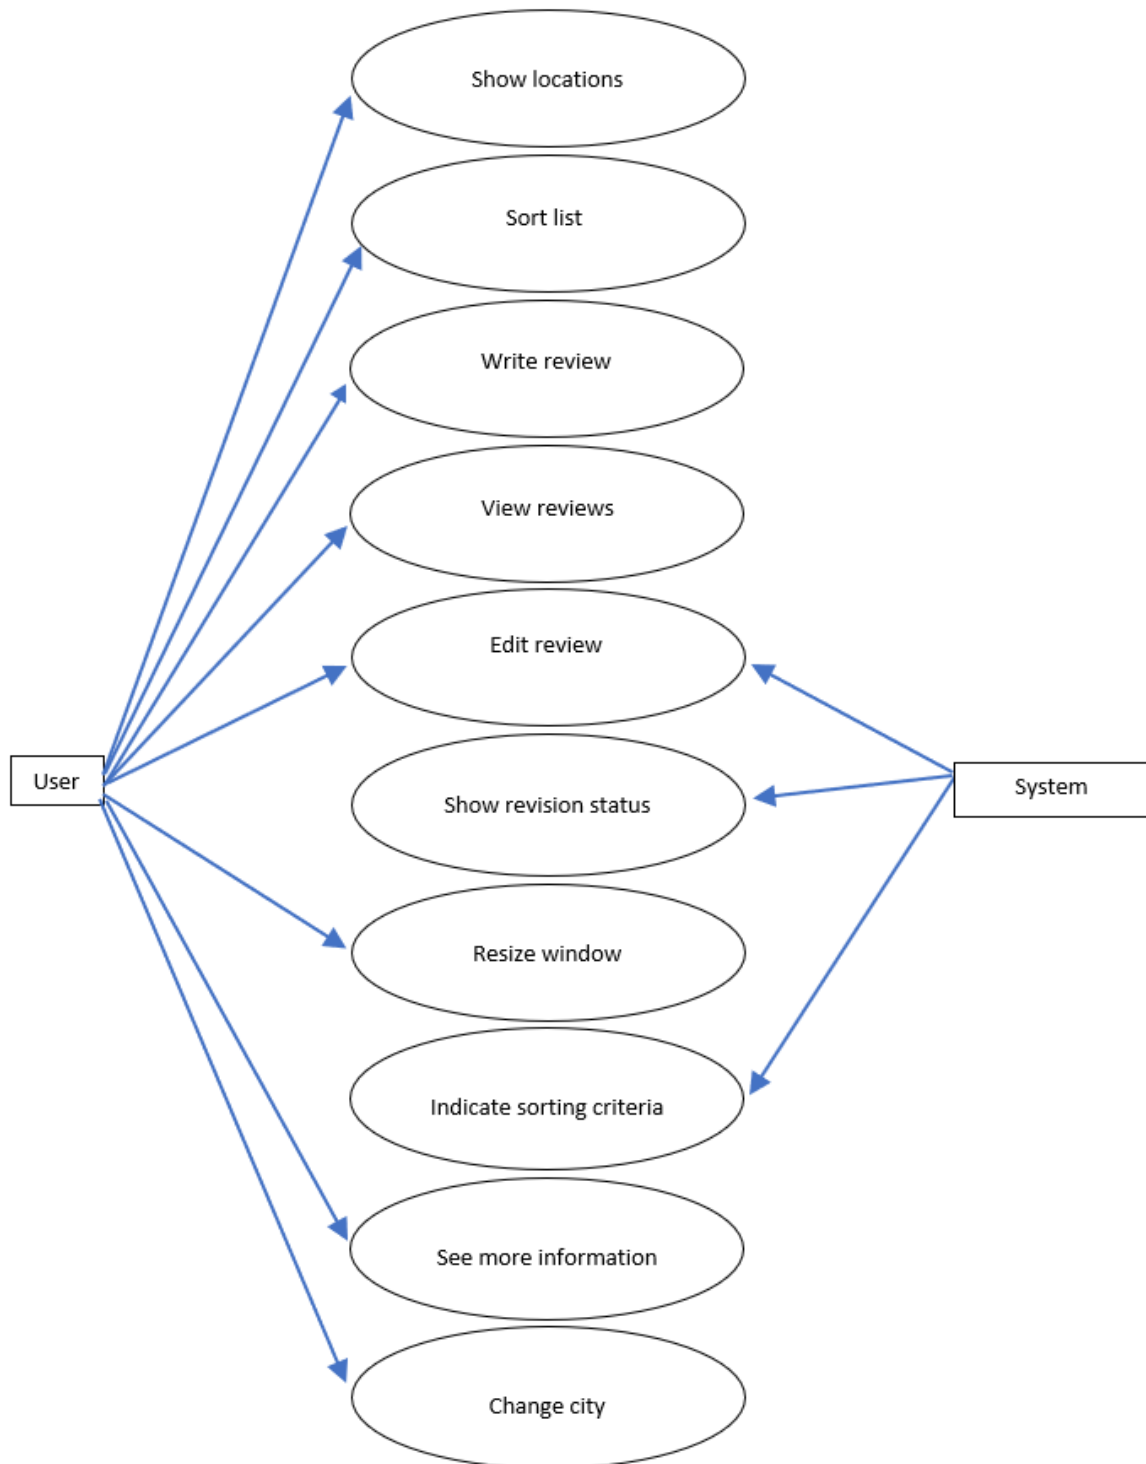 Show locations
Sort list
Write review
View reviews
Edit review
User
Show revision status
System
Resize window
Indicate sorting criteria
See more information
Change city